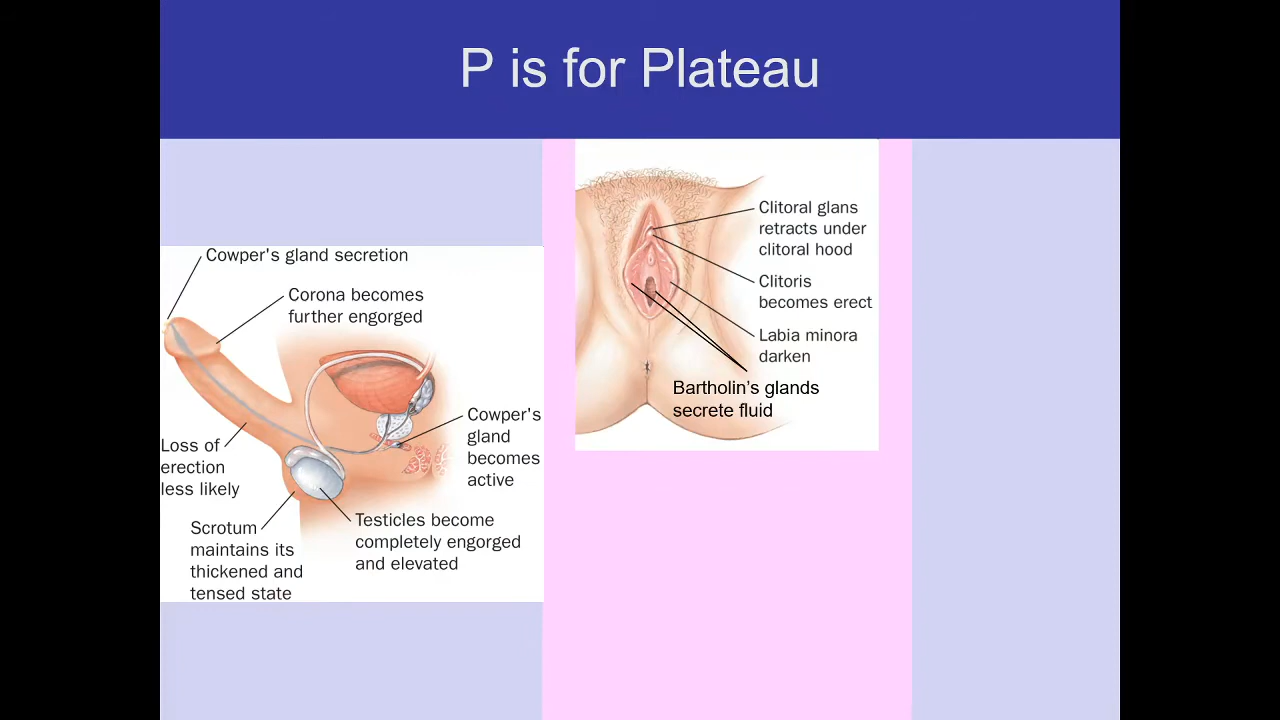 P is for Plateau
Cowper's gland secretion
Corona becomes
further engorged
Cowper's
gland
becomes
active
Loss of
erection
less likely
Scrotum
maintains its
thickened and
tensed state
Testicles become
completely engorged
and elevated
Clitoral glans
retracts under
clitoral hood
Clitoris
becomes erect
Labia minora
darken
Bartholin’s glands
secrete fluid